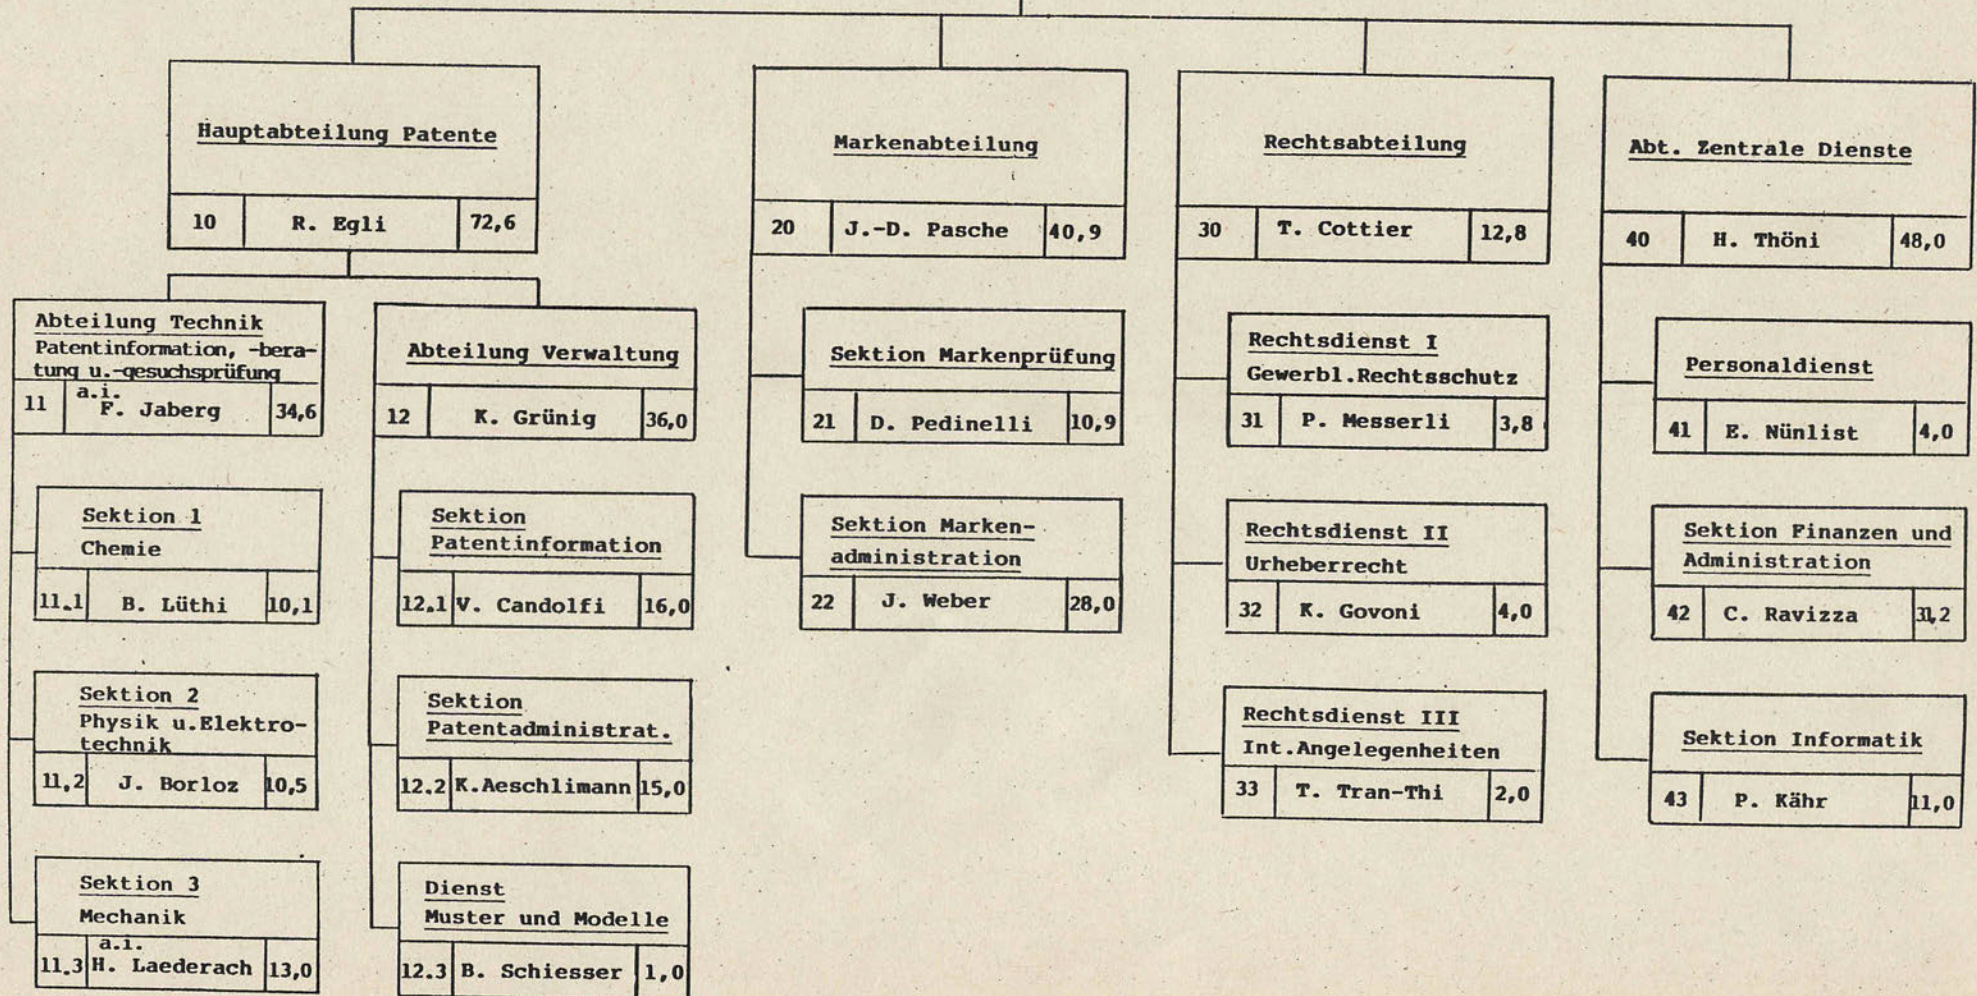 Hauptabteilung Patente
10 R. Egli 72,6
Abteilung Technik
Patentinformation, -bera-
tung u.-gesuchsprüfung
a.i.
11 F. Jaberg 34,6
Sektion 1
Chemie
11.1 B. Lüthi 10,1
Sektion 2
Physik u.Elektro-
technik
11,2 J. Borloz 10,5
Sektion 3
Mechanik
a.i.
11.3 H. Laederach 13,0
Abteilung Verwaltung
12 K. Grünig 36,0
Sektion
Patentinformation
12.1 V. Candolfi 16,0
Sektion
Patentadministrat.
12.2 K.Aeschlimann 15,0
Dienst
Muster und Modelle
12.3 B. Schiesser 1,0
Markenabteilung
20 J.-D. Pasche 40,9
Sektion Markenprüfung
21 D. Pedinelli 10,9
Sektion Marken-
administration
22 J. Weber 28,0
Rechtsabteilung
30 T. Cottier 12,8
Rechtsdienst I
Gewerbl.Rechtsschutz
31 P. Messerli 3,8
Rechtsdienst II
Urheberrecht
32 K. Govoni 4,0
Rechtsdienst III
Int.Angelegenheiten
33 T. Tran-Thi 2,0
Abt. Zentrale Dienste
40 H. Thöni 48,0
Personaldienst
41 E. Nünlist 4,0
Sektion Finanzen und
Administration
42 C. Ravizza 31,2
Sektion Informatik
43 P. Kähr 11,0